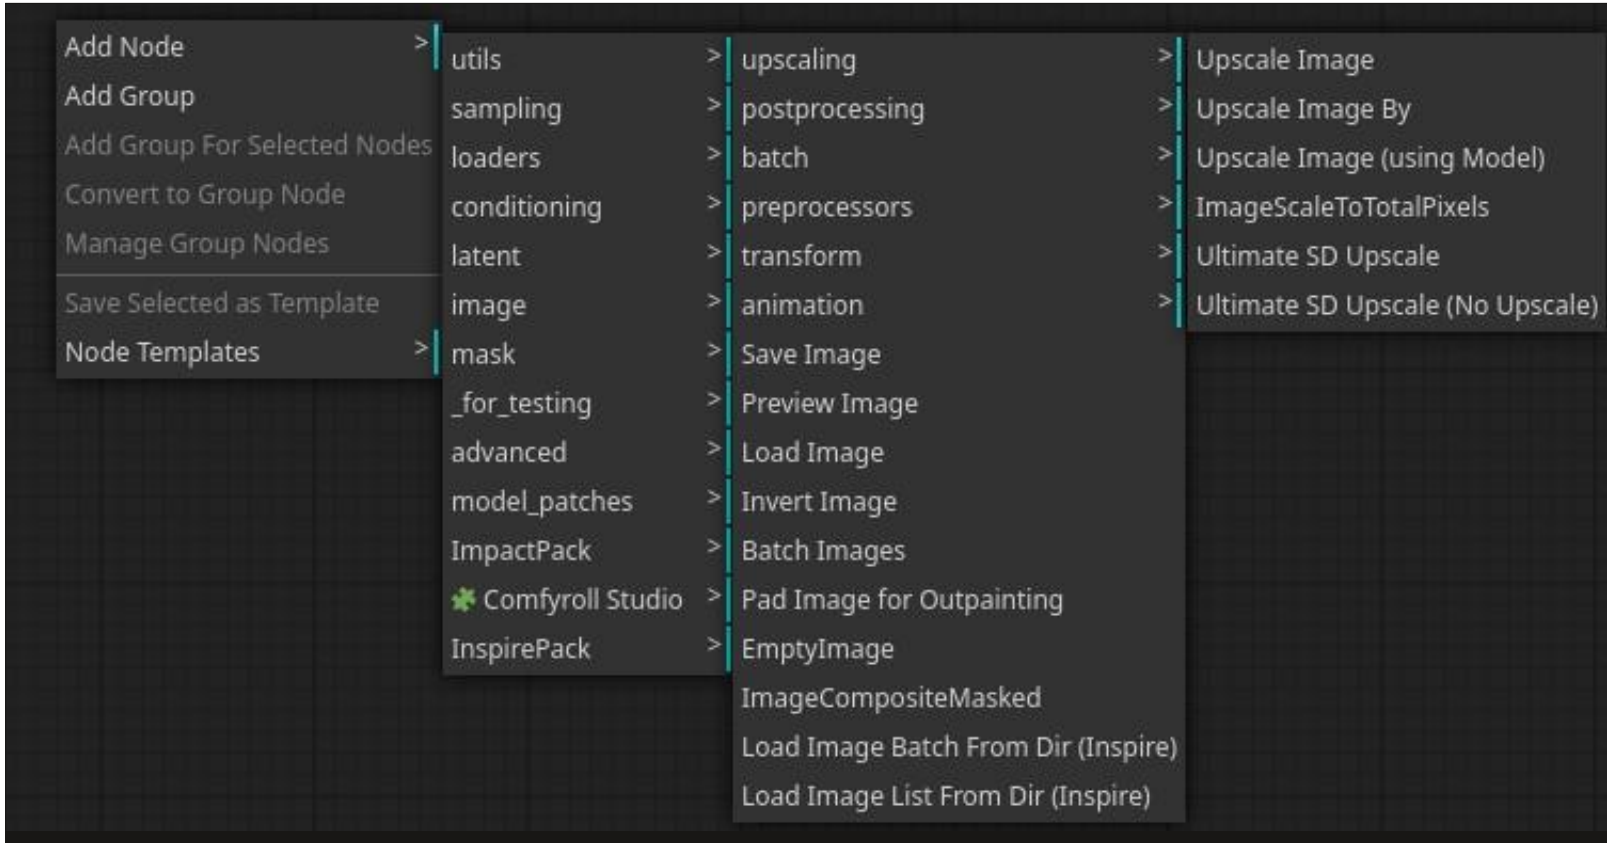 Add Node >
Add Group
Add Group For Selected Nodes
Convert to Group Node
Manage Group Nodes
Save Selected as Template
Node Templates >
utils >
sampling >
loaders >
conditioning >
latent >
image >
mask >
_for_testing >
advanced >
model_patches >
ImpactPack >
Comfyroll Studio >
InspirePack >
upscaling >
postprocessing >
batch >
preprocessors >
transform >
animation >
Save Image
Preview Image
Load Image
Invert Image
Batch Images
Pad Image for Outpainting
EmptyImage
ImageCompositeMasked
Load Image Batch From Dir (Inspire)
Load Image List From Dir (Inspire)
Upscale Image
Upscale Image By
Upscale Image (using Model)
ImageScaleToTotalPixels
Ultimate SD Upscale
Ultimate SD Upscale (No Upscale)